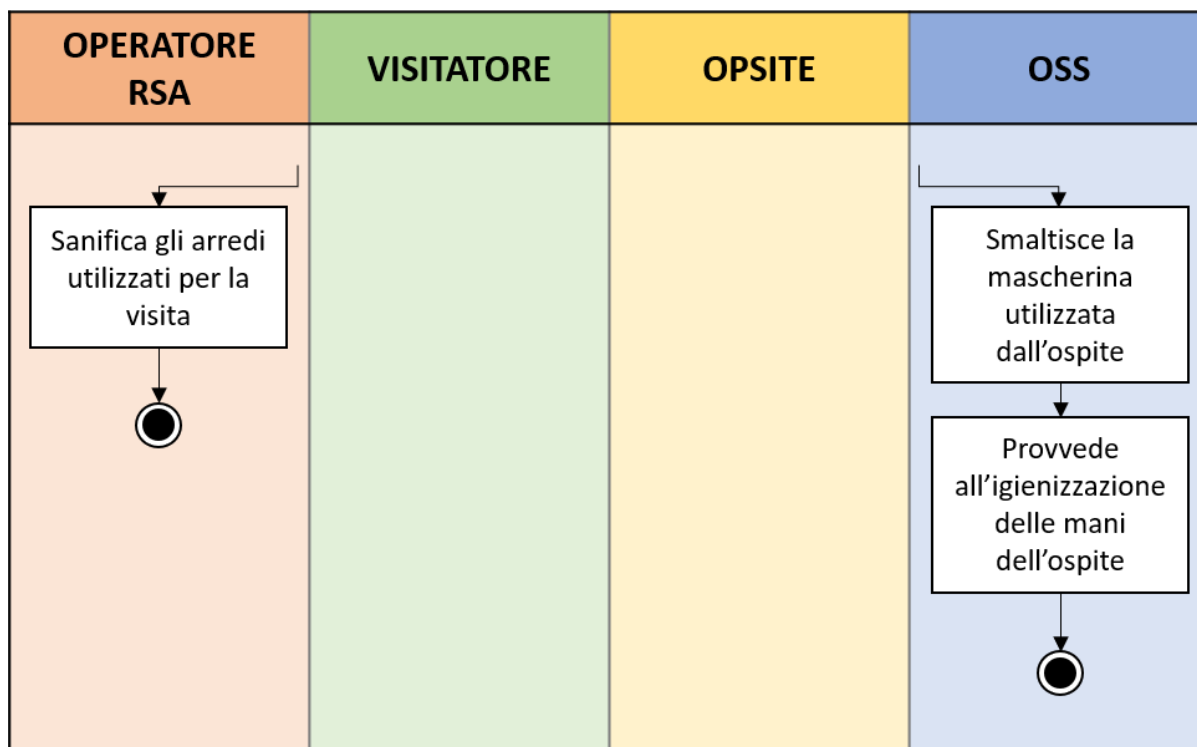 OPERATORE
RSA
VISITATORE
OPSITE
OSS
Sanifica gli arredi
utilizzati per la
visita
Smaltisce la
mascherina
utilizzata
dall’ospite
Provvede
all’igienizzazione
delle mani
dell’ospite